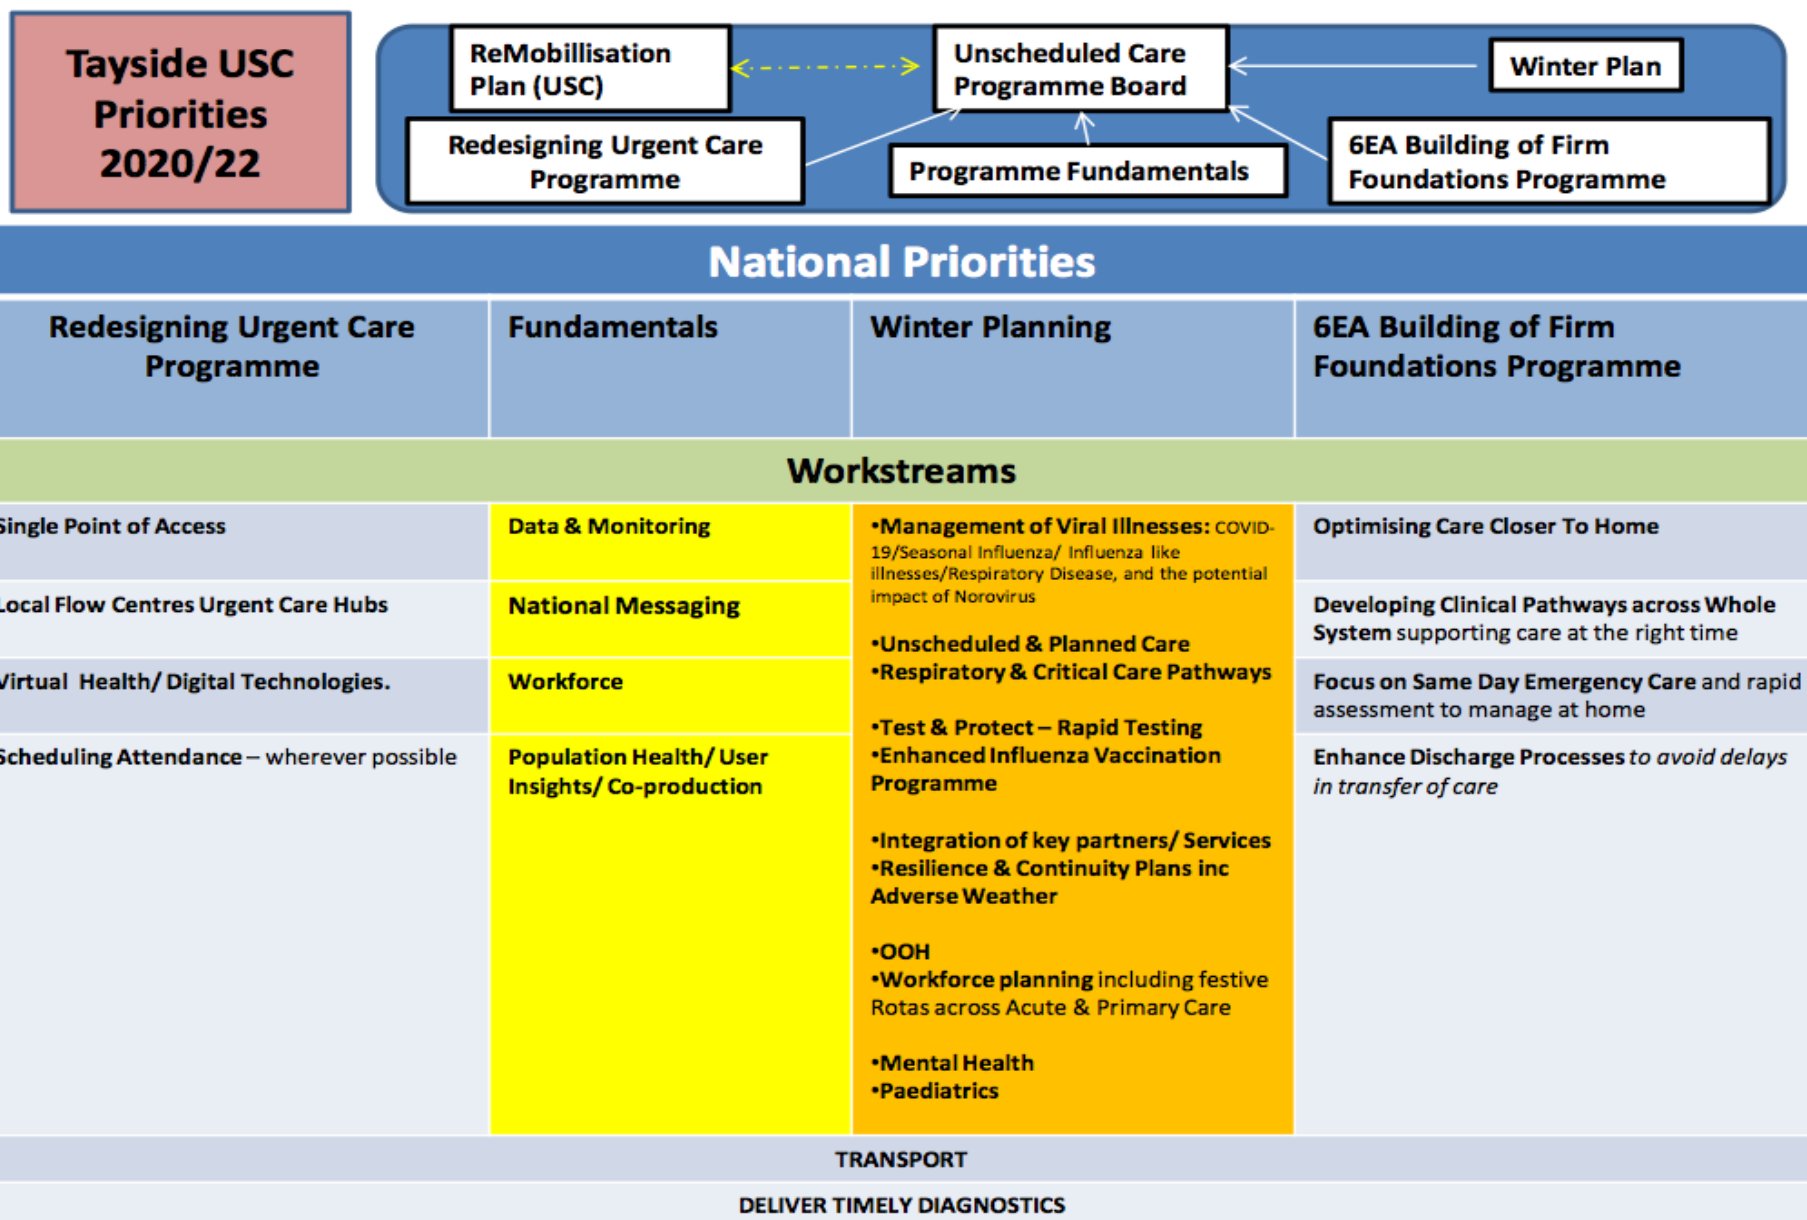 Tayside USC
Priorities
2020/22
ReMobillisation
Plan (USC)
Unscheduled Care
Programme Board
Winter Plan
Redesigning Urgent Care
Programme
Programme Fundamentals
6EA Building of Firm
Foundations Programme
National Priorities
Redesigning Urgent Care
Programme
Fundamentals
Winter Planning
6EA Building of Firm
Foundations Programme
Workstreams
Single Point of Access
Local Flow Centres Urgent Care Hubs
Virtual Health/ Digital Technologies.
Scheduling Attendance – wherever possible
Data & Monitoring
National Messaging
Workforce
Population Health/ User
Insights/ Co-production
•Management of Viral Illnesses: COVID-
19/Seasonal Influenza/ Influenza like
illnesses/Respiratory Disease, and the potential
impact of Norovirus
•Unscheduled & Planned Care
•Respiratory & Critical Care Pathways
•Test & Protect – Rapid Testing
•Enhanced Influenza Vaccination
Programme
•Integration of key partners/ Services
•Resilience & Continuity Plans inc
Adverse Weather
•OOH
•Workforce planning including festive
Rotas across Acute & Primary Care
•Mental Health
•Paediatrics
Optimising Care Closer To Home
Developing Clinical Pathways across Whole
System supporting care at the right time
Focus on Same Day Emergency Care and rapid
assessment to manage at home
Enhance Discharge Processes to avoid delays
in transfer of care
TRANSPORT
DELIVER TIMELY DIAGNOSTICS